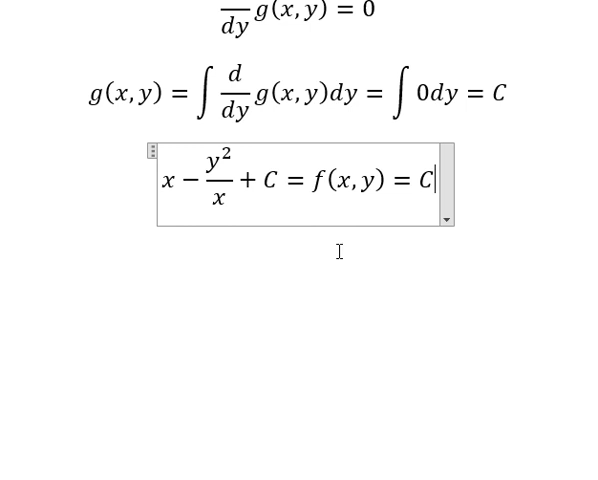 d/dy g(x, y) = 0
g(x, y) = ∫ d/dy g(x, y)dy = ∫ 0dy = C
x − y²/x + C = f(x, y) = C